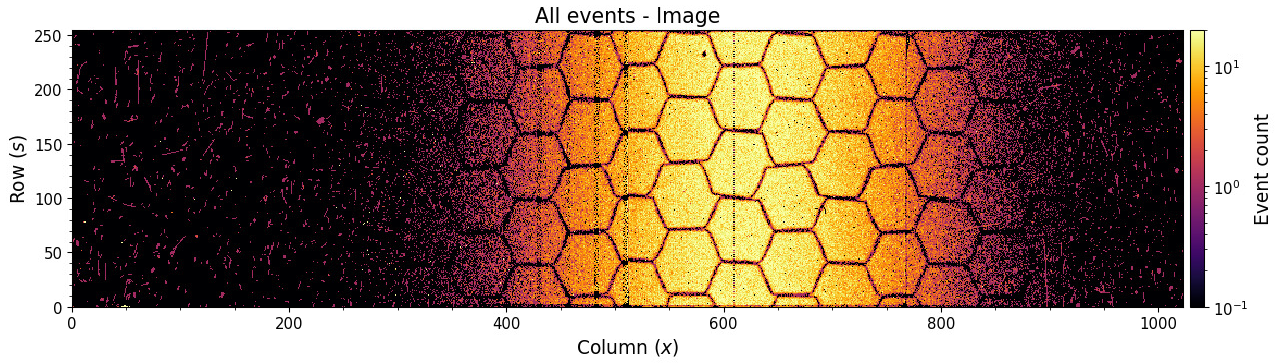 All events - Image
250
200
150
100
50
0
Row (s)
0 200 400 600 800 1000
Column (x)
10¹
10⁰
10⁻¹
Event count